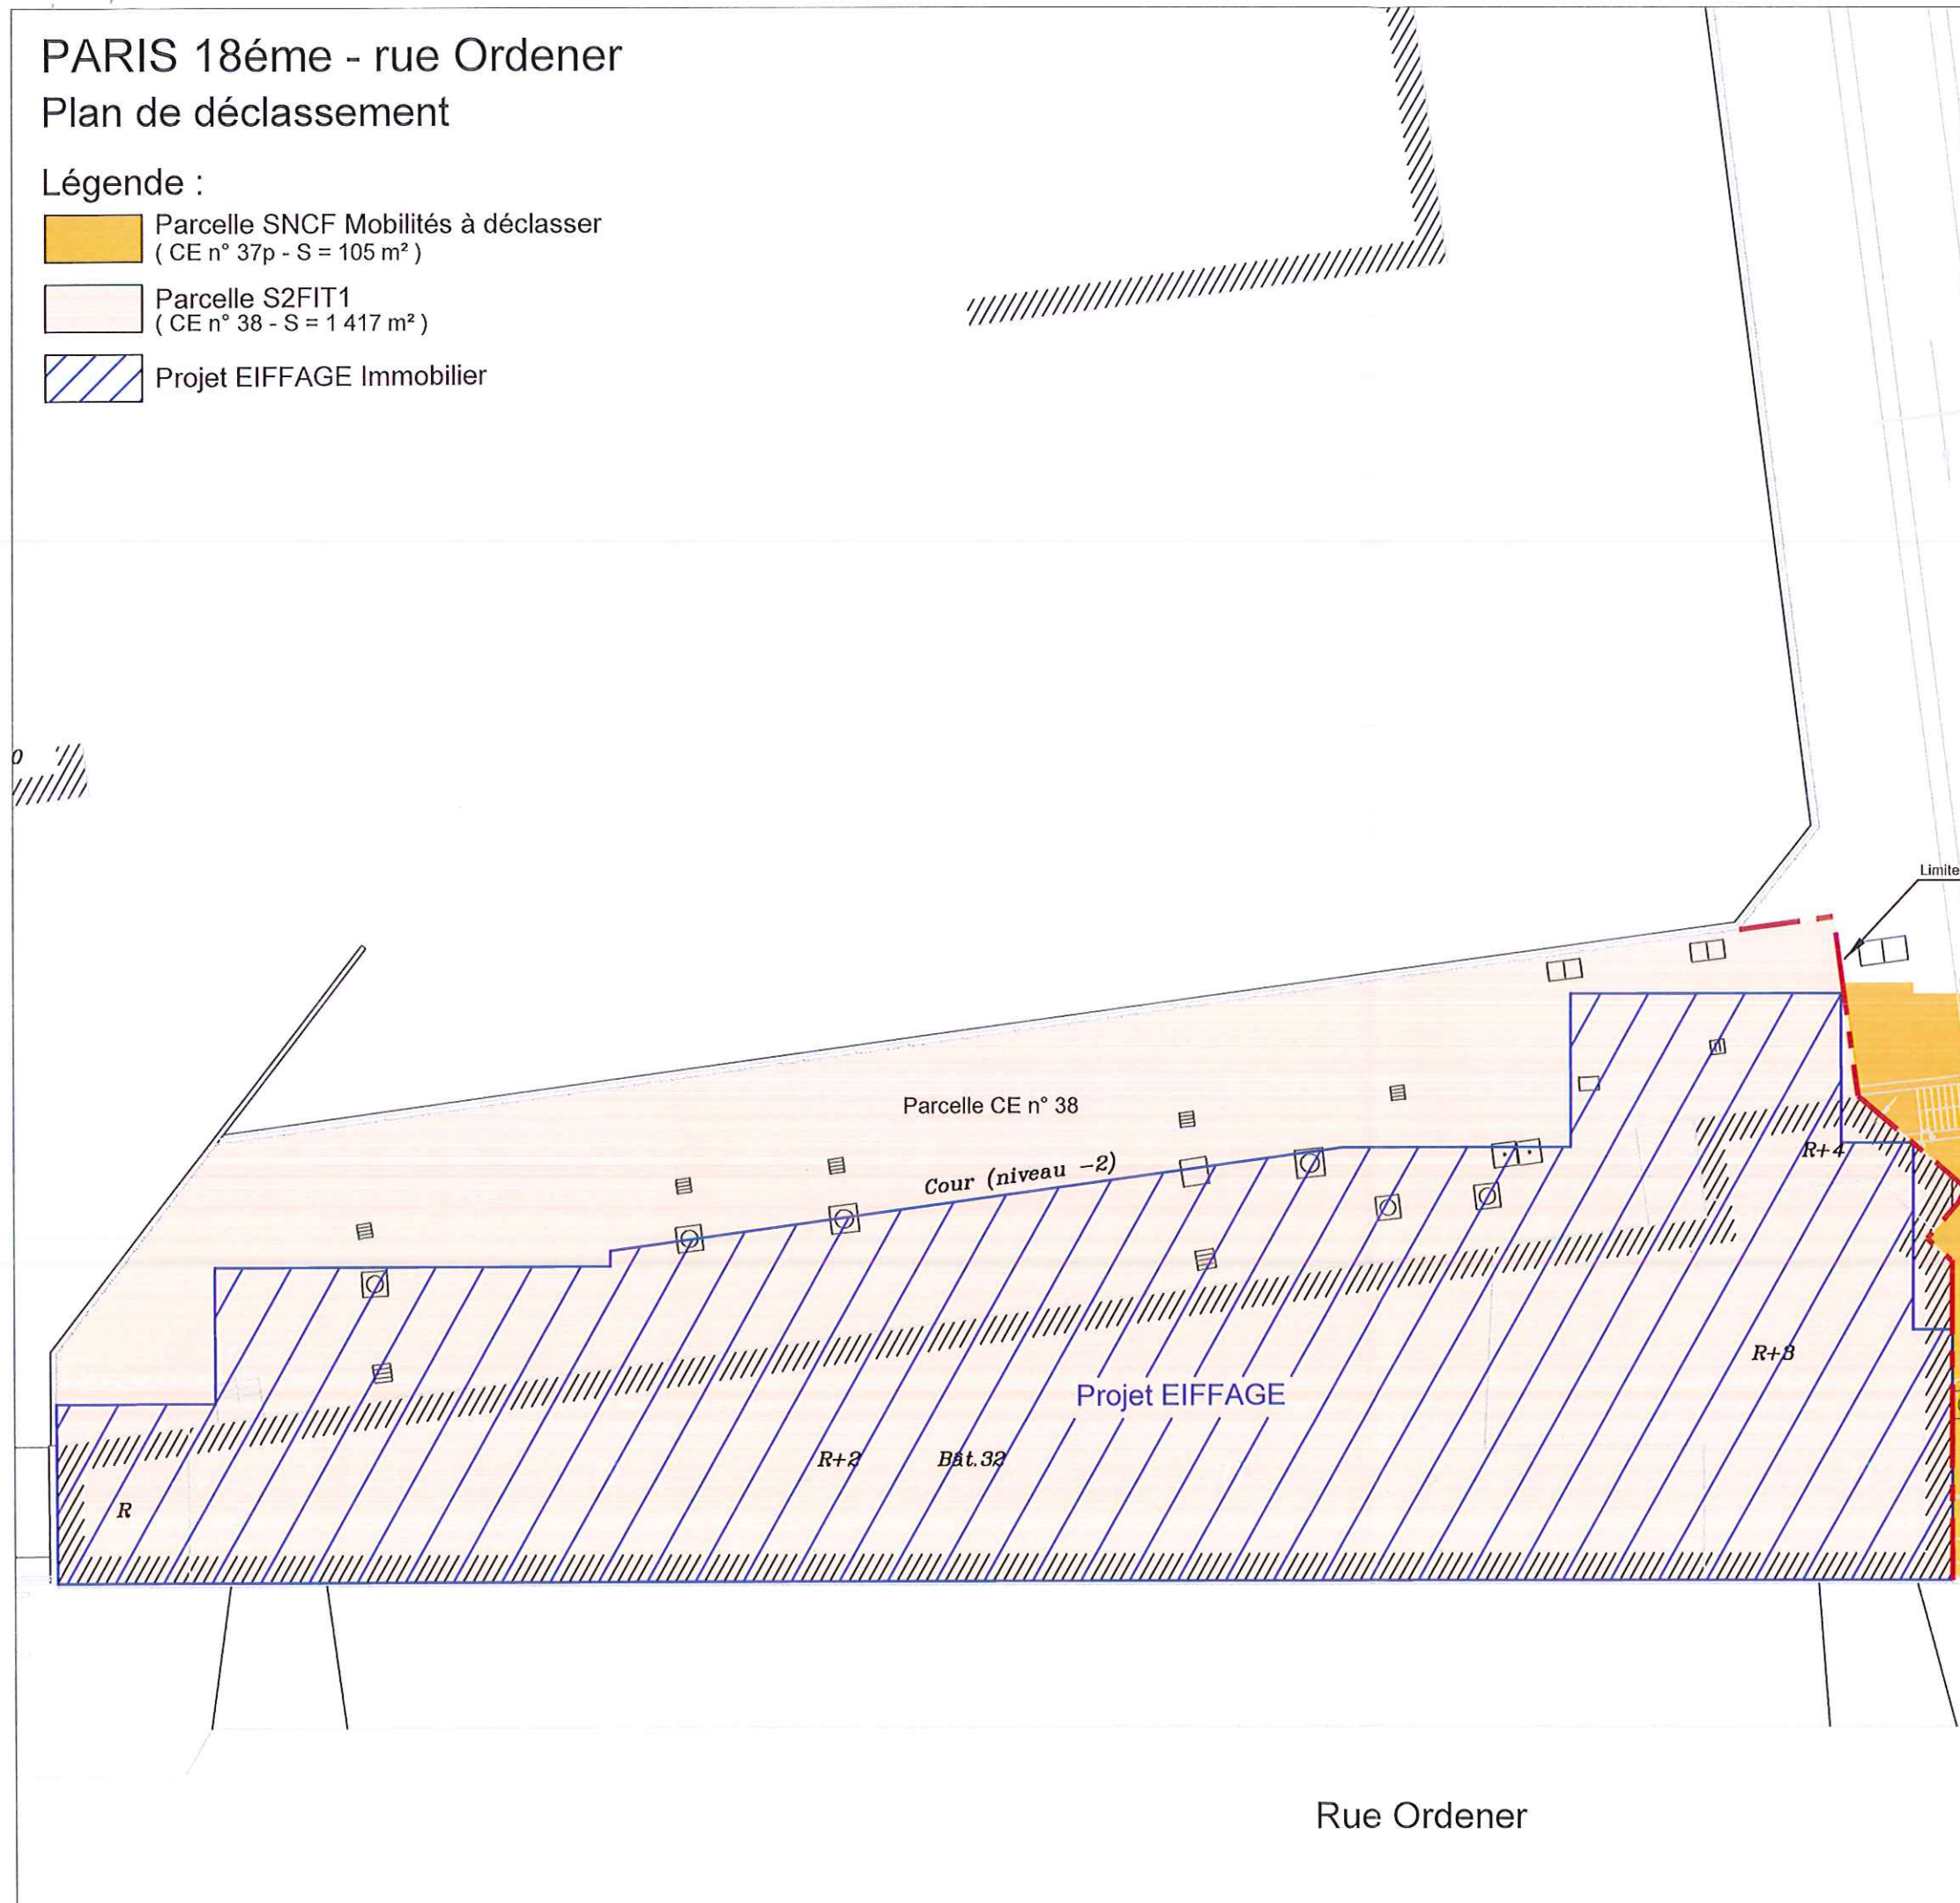 PARIS 18éme - rue Ordener
Plan de déclassement
Légende :
Parcelle SNCF Mobilités à déclasser
( CE n° 37p - S = 105 m² )
Parcelle S2FIT1
( CE n° 38 - S = 1 417 m² )
Projet EIFFAGE Immobilier
Limite
Parcelle CE n° 38
Cour (niveau -2)
R+4
R+3
Projet EIFFAGE
R+2
Bât.32
R
Rue Ordener